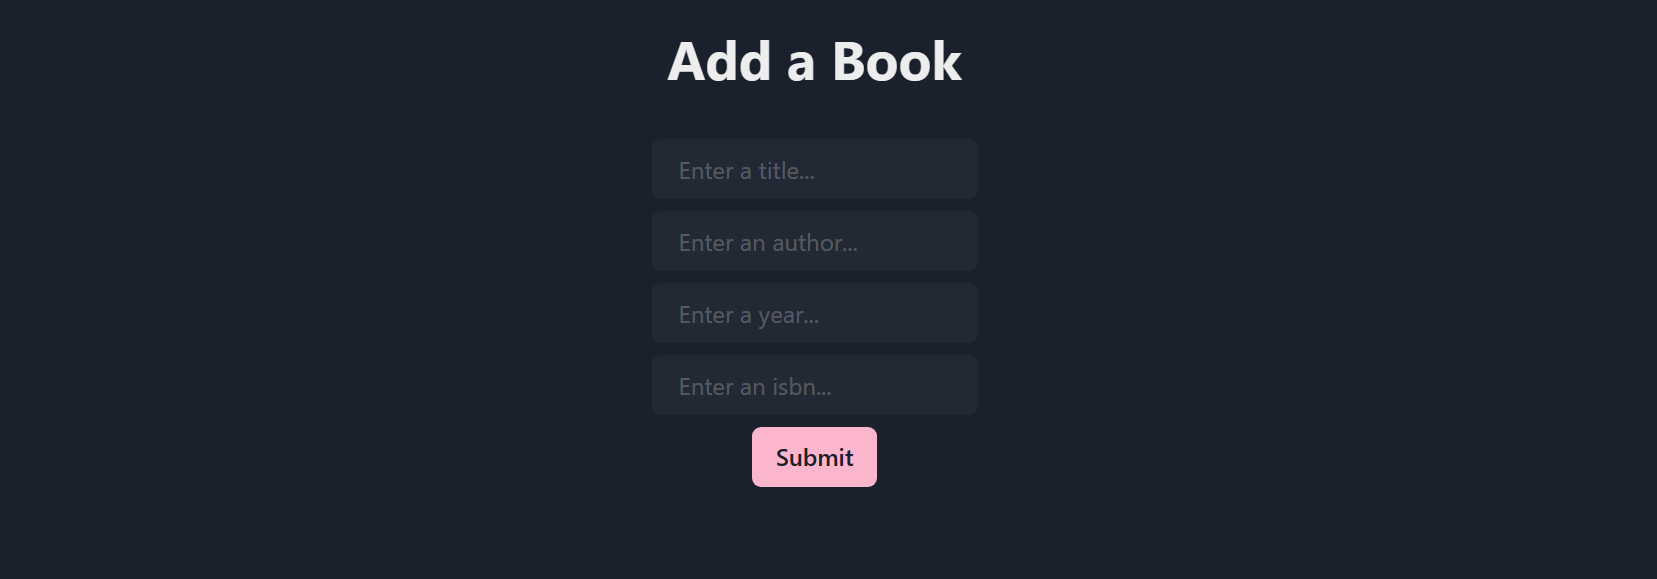 Add a Book
Enter a title...
Enter an author...
Enter a year...
Enter an isbn...
Submit